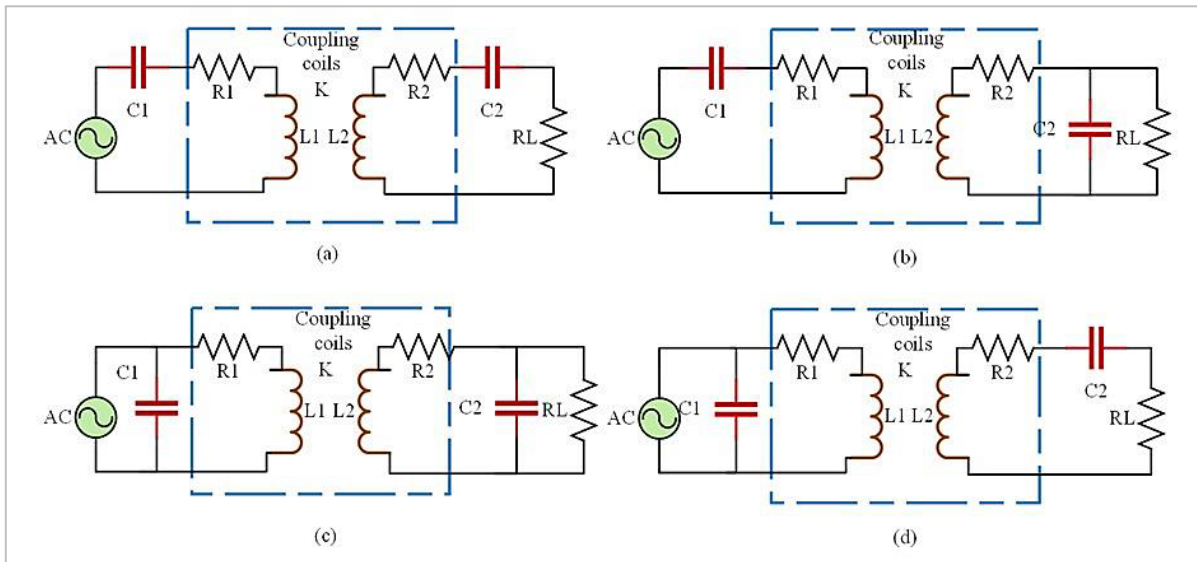 Coupling
coils
K
R1
R2
C1
C2
L1 L2
AC
RL
(a)
Coupling
coils
K
R1
R2
C1
C2
L1 L2
AC
RL
(b)
Coupling
coils
K
C1
R1
R2
L1 L2
C2
AC
RL
(c)
Coupling
coils
K
R1
R2
C2
AC
C1
L1 L2
RL
(d)